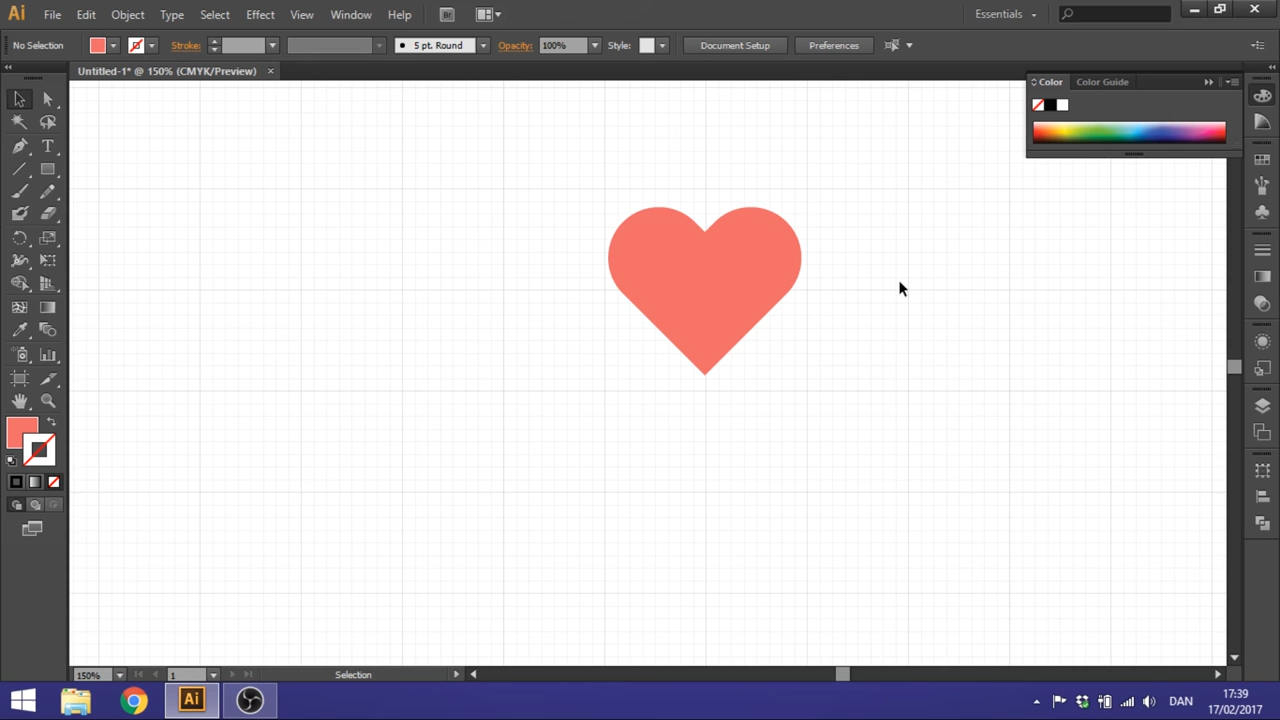 Ai File Edit Object Type Select Effect View Window Help Br Essentials
No Selection Stroke: 5 pt. Round Opacity: 100% Style: Document Setup Preferences
Untitled-1* @ 150% (CMYK/Preview)
Color Color Guide
150% 1 Selection
Ai DAN 17:39
17/02/2017